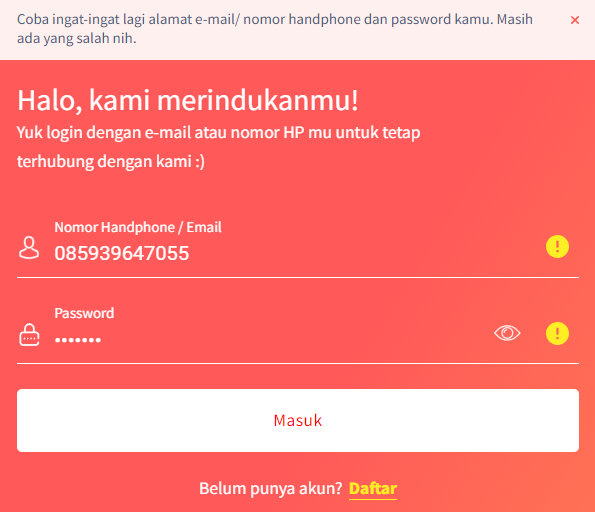 Coba ingat-ingat lagi alamat e-mail/ nomor handphone dan password kamu. Masih
ada yang salah nih.
Halo, kami merindukanmu!
Yuk login dengan e-mail atau nomor HP mu untuk tetap
terhubung dengan kami :)
Nomor Handphone / Email
085939647055
Password
•••••••
Masuk
Belum punya akun? Daftar